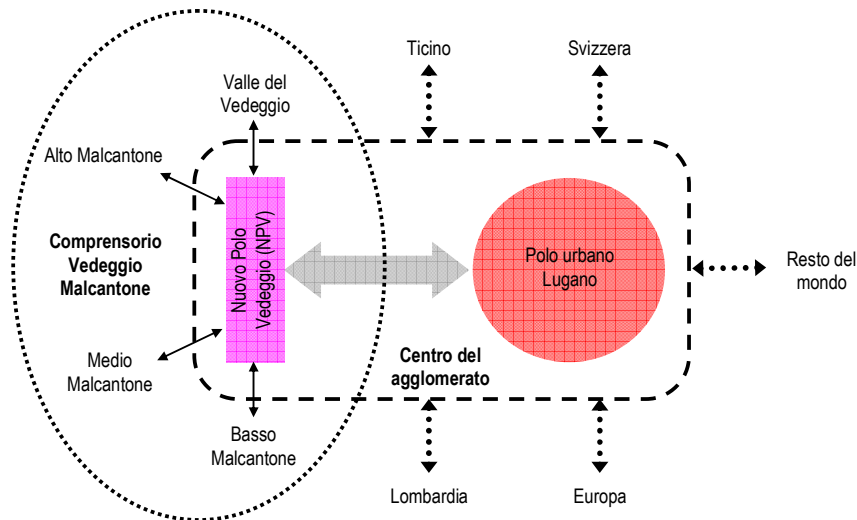 Ticino
Svizzera
Valle del
Vedeggio
Alto Malcantone
Comprensorio
Vedeggio
Malcantone
Nuovo Polo
Vedeggio (NPV)
Polo urbano
Lugano
Resto del
mondo
Medio
Malcantone
Centro del
agglomerato
Basso
Malcantone
Lombardia
Europa